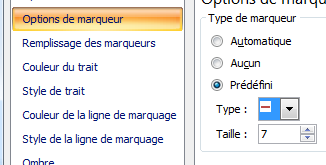 Options de marqueur
Remplissage des marqueurs
Couleur du trait
Style de trait
Couleur de la ligne de marquage
Style de la ligne de marquage
Ombre
Options de marqu
Type de marqueur
Automatique
Aucun
Prédéfini
Type :
Taille : 7